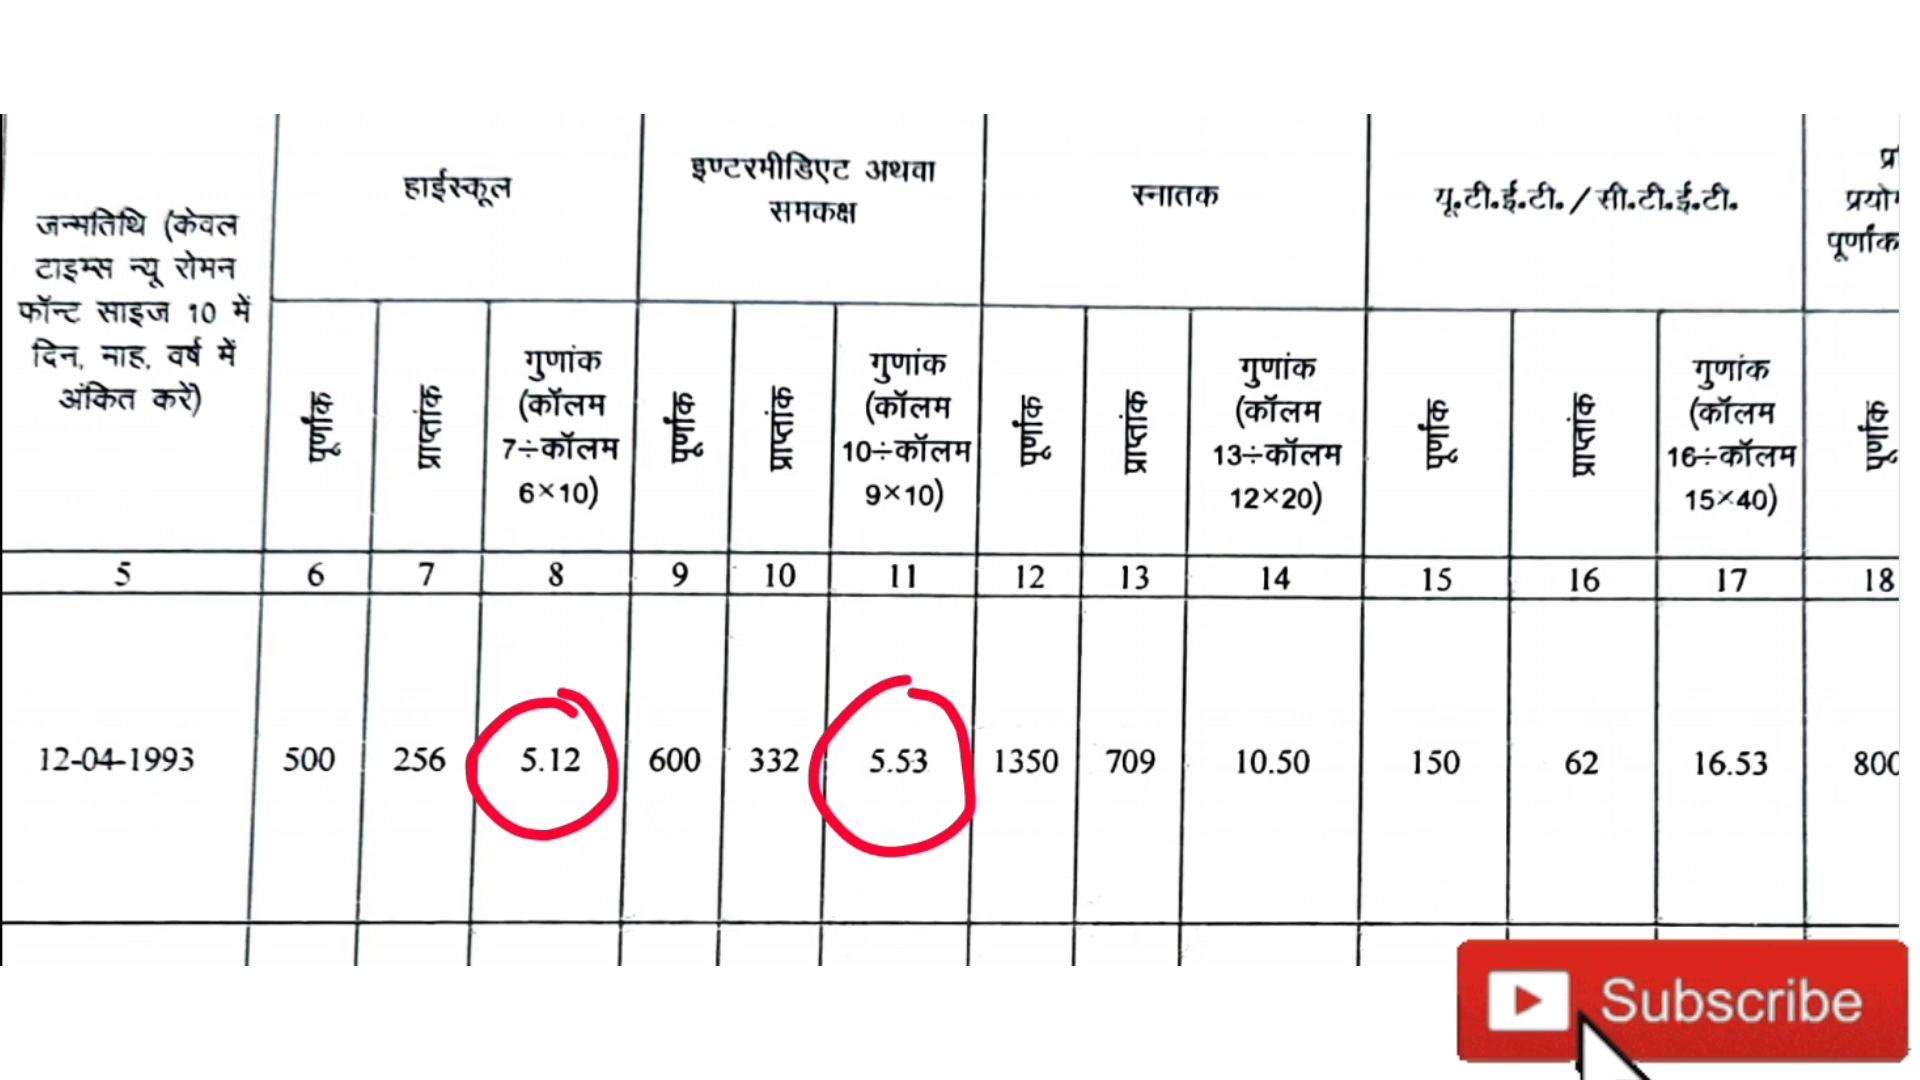 जन्मतिथि (केवल
टाइम्स न्यू रोमन
फॉन्ट साइज 10 में
दिन, माह, वर्ष में
अंकित करें)
हाईस्कूल
इण्टरमीडिएट अथवा
समकक्ष
स्नातक
यू.टी.ई.टी. / सी.टी.ई.टी.
प्र
प्रयो
पूर्णांक
पूर्णांक
प्राप्तांक
गुणांक
(कॉलम
7÷कॉलम
6×10)
पूर्णांक
प्राप्तांक
गुणांक
(कॉलम
10÷कॉलम
9×10)
पूर्णांक
प्राप्तांक
गुणांक
(कॉलम
13÷कॉलम
12×20)
पूर्णांक
प्राप्तांक
गुणांक
(कॉलम
16÷कॉलम
15×40)
पूर्णांक
5 6 7 8 9 10 11 12 13 14 15 16 17 18
12-04-1993 500 256 5.12 600 332 5.53 1350 709 10.50 150 62 16.53 800
Subscribe